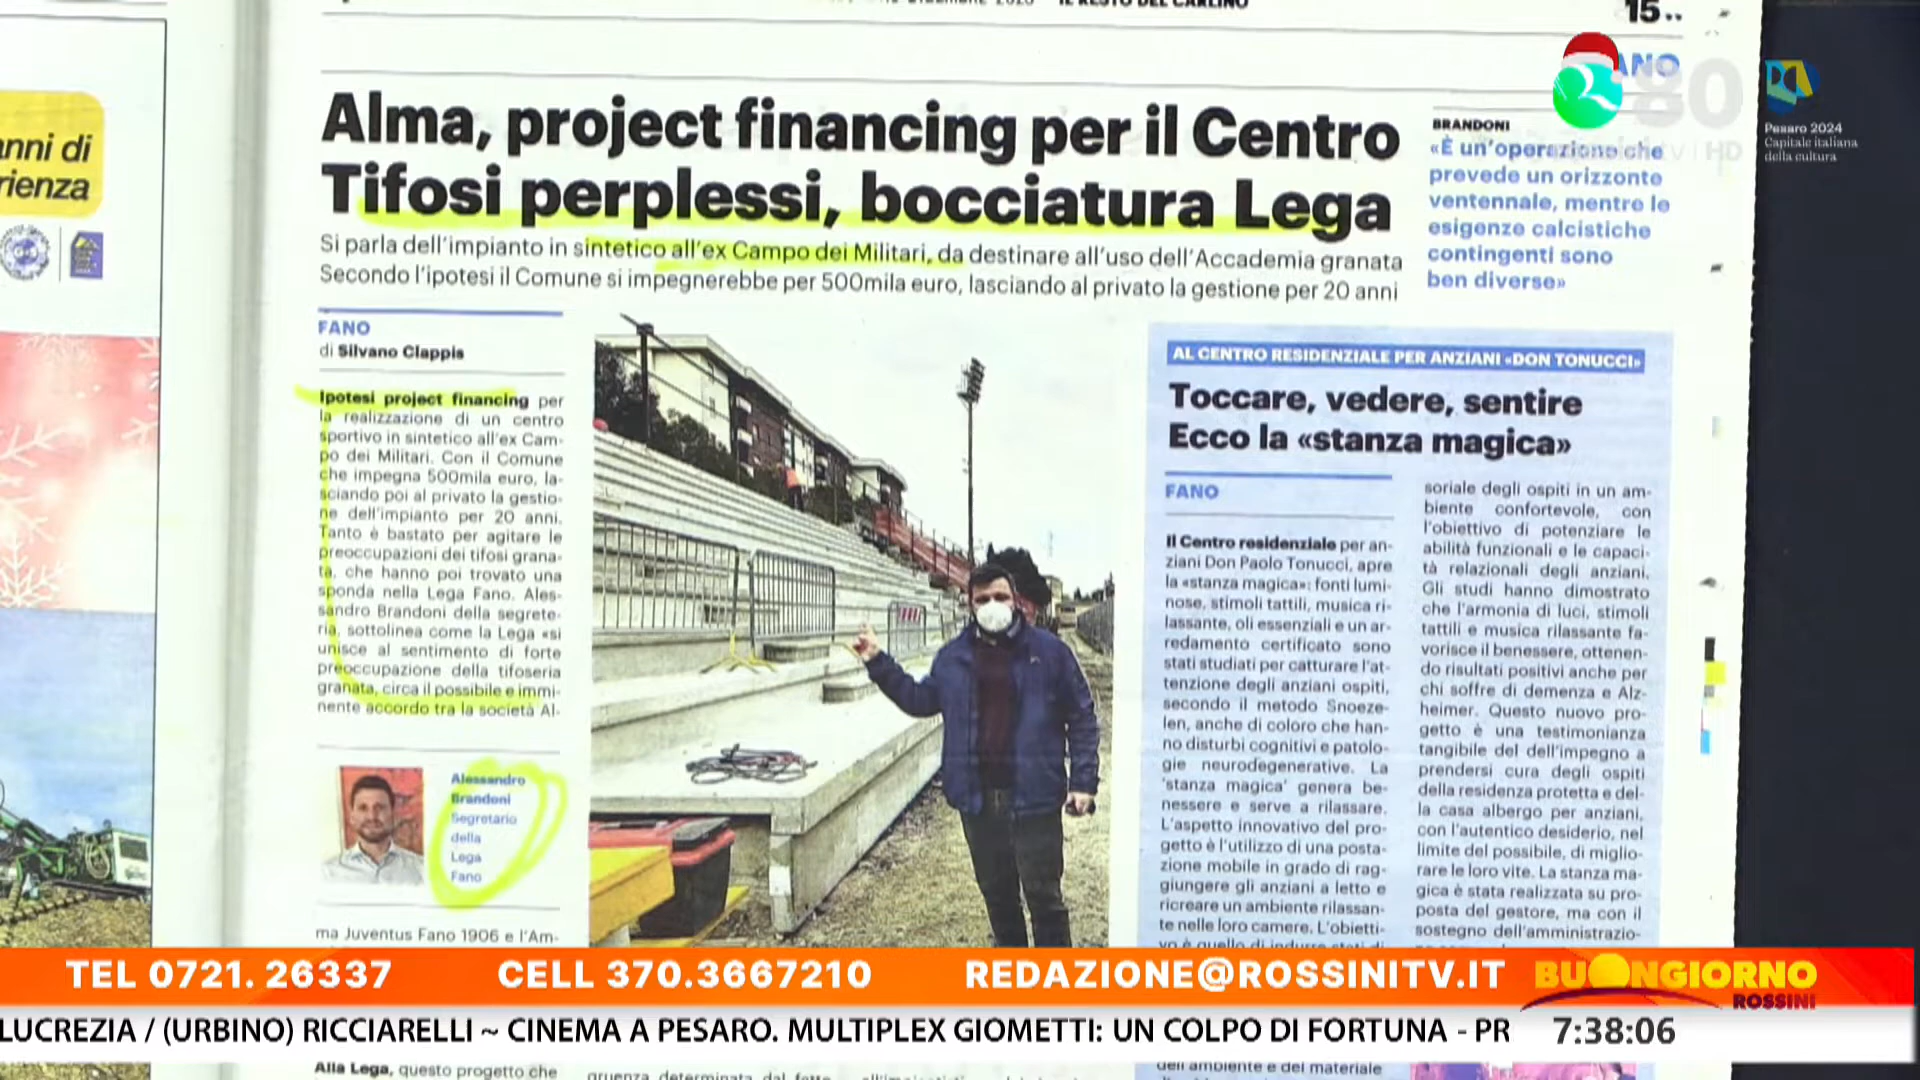 IL RESTO DEL CARLINO
15..
ANO
80
HD
Pesaro 2024
Capitale italiana
della cultura
nni di
rienza
Alma, project financing per il Centro
Tifosi perplessi, bocciatura Lega
Si parla dell'impianto in sintetico all'ex Campo dei Militari, da destinare all'uso dell'Accademia granata
Secondo l'ipotesi il Comune si impegnerebbe per 500mila euro, lasciando al privato la gestione per 20 anni
BRANDONI
«È un'operazione che
prevede un orizzonte
ventennale, mentre le
esigenze calcistiche
contingenti sono
ben diverse»
FANO
di Silvano Clappis
Ipotesi project financing per
la realizzazione di un centro
sportivo in sintetico all'ex Cam-
po dei Militari. Con il Comune
che impegna 500mila euro, la-
sciando poi al privato la gestio-
ne dell'impianto per 20 anni.
Tanto è bastato per agitare le
preoccupazioni dei tifosi grana-
ta, che hanno poi trovato una
sponda nella Lega Fano. Ales-
sandro Brandoni della segrete-
ria, sottolinea come la Lega «si
unisce al sentimento di forte
preoccupazione della tifoseria
granata, circa il possibile e immi-
nente accordo tra la società Al-
Alessandro
Brandoni
Segretario
della
Lega
Fano
ma Juventus Fano 1906 e l'Am-
Alla Lega, questo progetto che
AL CENTRO RESIDENZIALE PER ANZIANI «DON TONUCCI»
Toccare, vedere, sentire
Ecco la «stanza magica»
FANO
Il Centro residenziale per an-
ziani Don Paolo Tonucci, apre
la «stanza magica»: fonti lumi-
nose, stimoli tattili, musica ri-
lassante, oli essenziali e un ar-
redamento certificato sono
stati studiati per catturare l'at-
tenzione degli anziani ospiti,
secondo il metodo Snoeze-
len, anche di coloro che han-
no disturbi cognitivi e patolo-
gie neurodegenerative. La
'stanza magica' genera be-
nessere e serve a rilassare.
L'aspetto innovativo del pro-
getto è l'utilizzo di una posta-
zione mobile in grado di rag-
giungere gli anziani a letto e
ricreare un ambiente rilassan-
te nelle loro camere. L'obietti-
vo è quello di indurre stati di
dell'ambiente e del materiale
soriale degli ospiti in un am-
biente confortevole, con
l'obiettivo di potenziare le
abilità funzionali e le capaci-
tà relazionali degli anziani.
Gli studi hanno dimostrato
che l'armonia di luci, stimoli
tattili e musica rilassante fa-
vorisce il benessere, ottenen-
do risultati positivi anche per
chi soffre di demenza e Alz-
heimer. Questo nuovo pro-
getto è una testimonianza
tangibile del dell'impegno a
prendersi cura degli ospiti
della residenza protetta e del-
la casa albergo per anziani,
con l'autentico desiderio, nel
limite del possibile, di miglio-
rare le loro vite. La stanza ma-
gica è stata realizzata su pro-
posta del gestore, ma con il
sostegno dell'amministrazio-
TEL 0721. 26337 CELL 370.3667210 REDAZIONE@ROSSINITV.IT
BUONGIORNO
ROSSINI
LUCREZIA / (URBINO) RICCIARELLI ~ CINEMA A PESARO. MULTIPLEX GIOMETTI: UN COLPO DI FORTUNA - PR
7:38:06